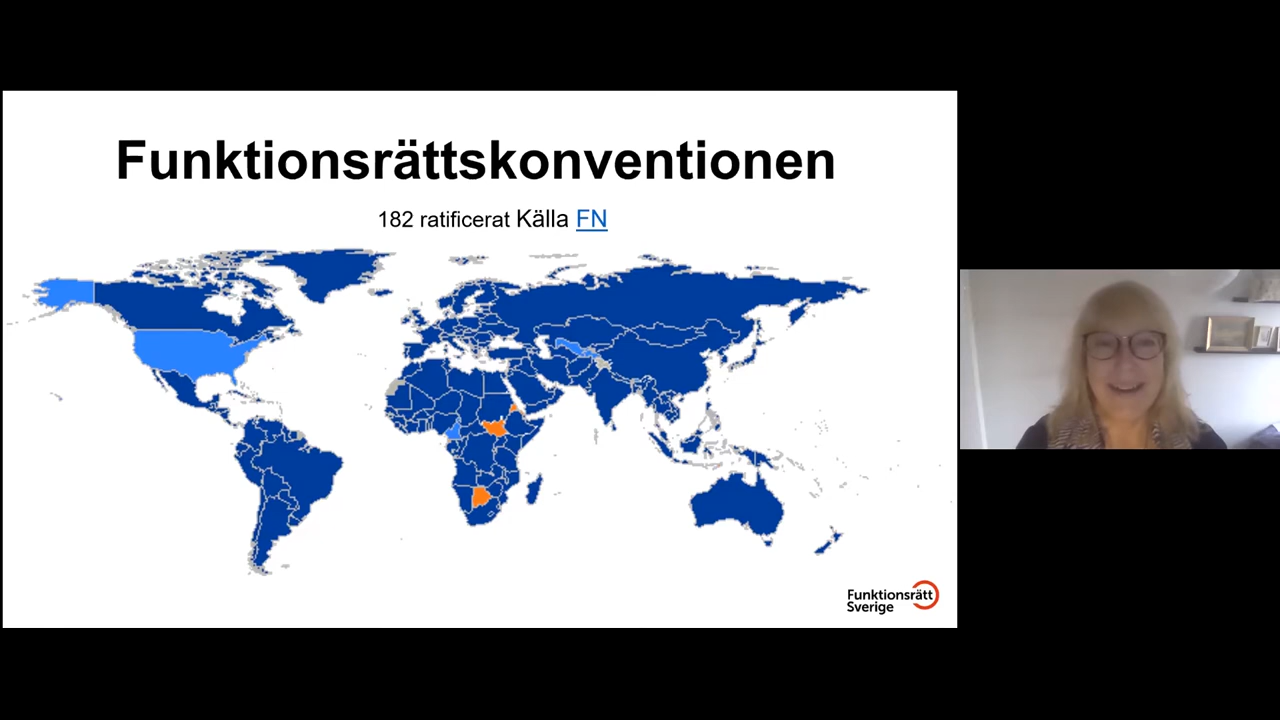 Funktionsrättskonventionen
182 ratificerat Källa FN
Funktionsrätt
Sverige